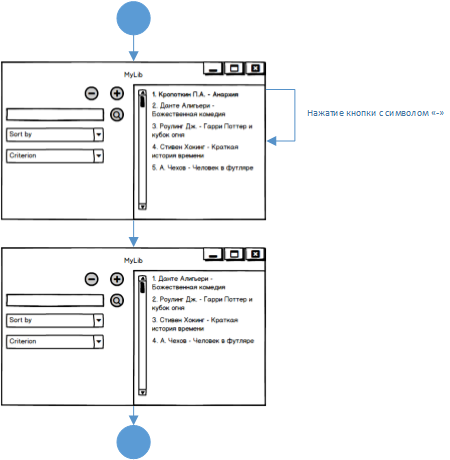 MyLib
1. Кропоткин П.А. - Анархия
2. Данте Алигьери -
Божественная комедия
3. Роулинг Дж. - Гарри Поттер и
кубок огня
4. Стивен Хокинг - Краткая
история времени
5. А. Чехов - Человек в футляре
Sort by
Criterion
Нажатие кнопки с символом «-»
MyLib
1. Данте Алигьери -
Божественная комедия
2. Роулинг Дж. - Гарри Поттер и
кубок огня
3. Стивен Хокинг - Краткая
история времени
4. А. Чехов - Человек в футляре
Sort by
Criterion